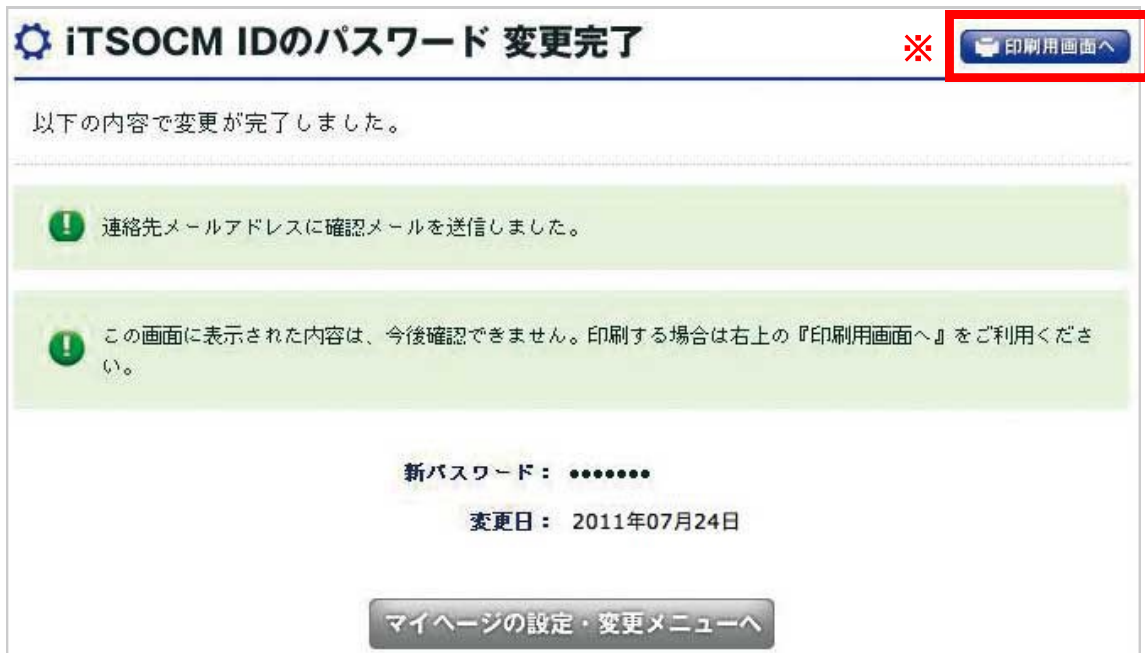 iTSOCM IDのパスワード 変更完了
※
印刷用画面へ
以下の内容で変更が完了しました。
連絡先メールアドレスに確認メールを送信しました。
この画面に表示された内容は、今後確認できません。印刷する場合は右上の『印刷用画面へ』をご利用くださ
い。
新パスワード： •••••••
変更日： 2011年07月24日
マイページの設定・変更メニューへ